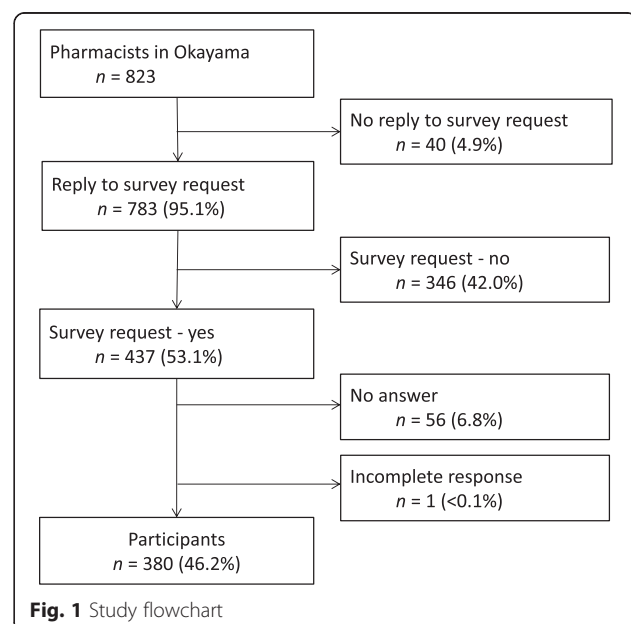 Pharmacists in Okayama
n = 823
No reply to survey request
n = 40 (4.9%)
Reply to survey request
n = 783 (95.1%)
Survey request - no
n = 346 (42.0%)
Survey request - yes
n = 437 (53.1%)
No answer
n = 56 (6.8%)
Incomplete response
n = 1 (<0.1%)
Participants
n = 380 (46.2%)
Fig. 1 Study flowchart